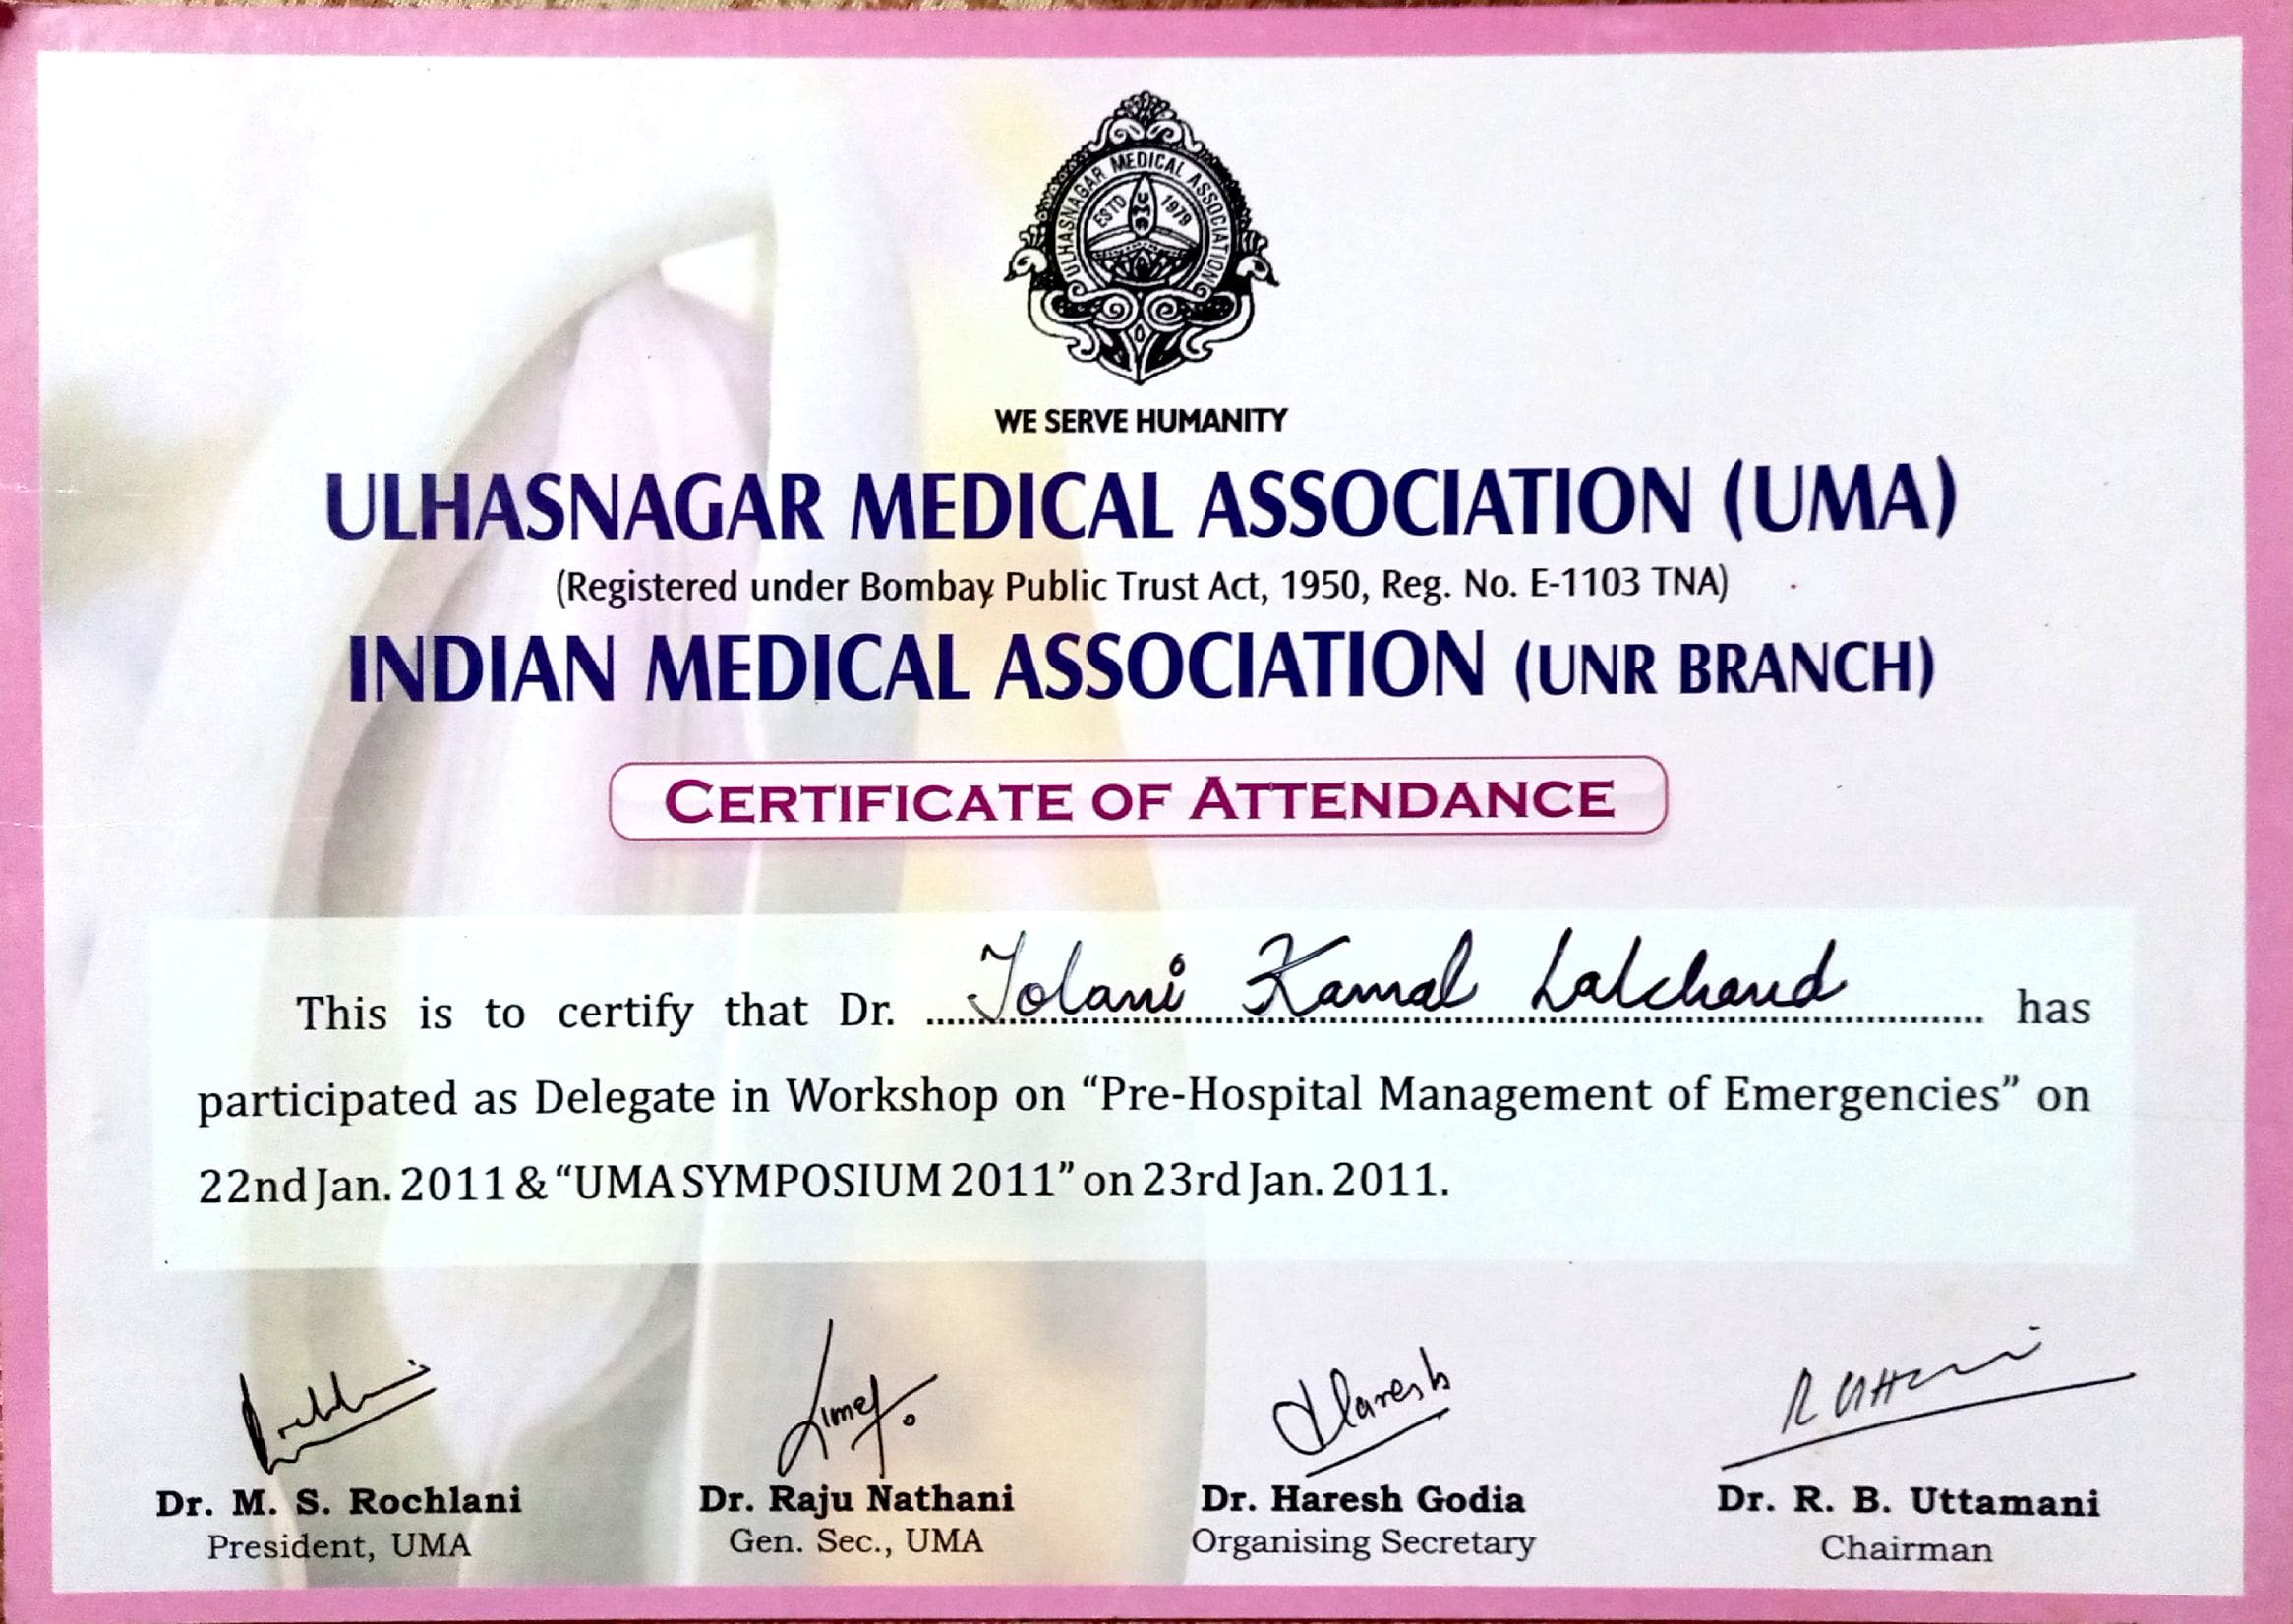 ULHASNAGAR MEDICAL ASSOCIATION
ESTD 1979
UMA
WE SERVE HUMANITY
ULHASNAGAR MEDICAL ASSOCIATION (UMA)
(Registered under Bombay Public Trust Act, 1950, Reg. No. E-1103 TNA)
INDIAN MEDICAL ASSOCIATION (UNR BRANCH)
CERTIFICATE OF ATTENDANCE
This is to certify that Dr. Tolani Kamal Lalchand has
participated as Delegate in Workshop on “Pre-Hospital Management of Emergencies” on
22nd Jan. 2011 & “UMA SYMPOSIUM 2011” on 23rd Jan. 2011.
Haresh
Dr. M. S. Rochlani Dr. Raju Nathani Dr. Haresh Godia Dr. R. B. Uttamani
President, UMA Gen. Sec., UMA Organising Secretary Chairman